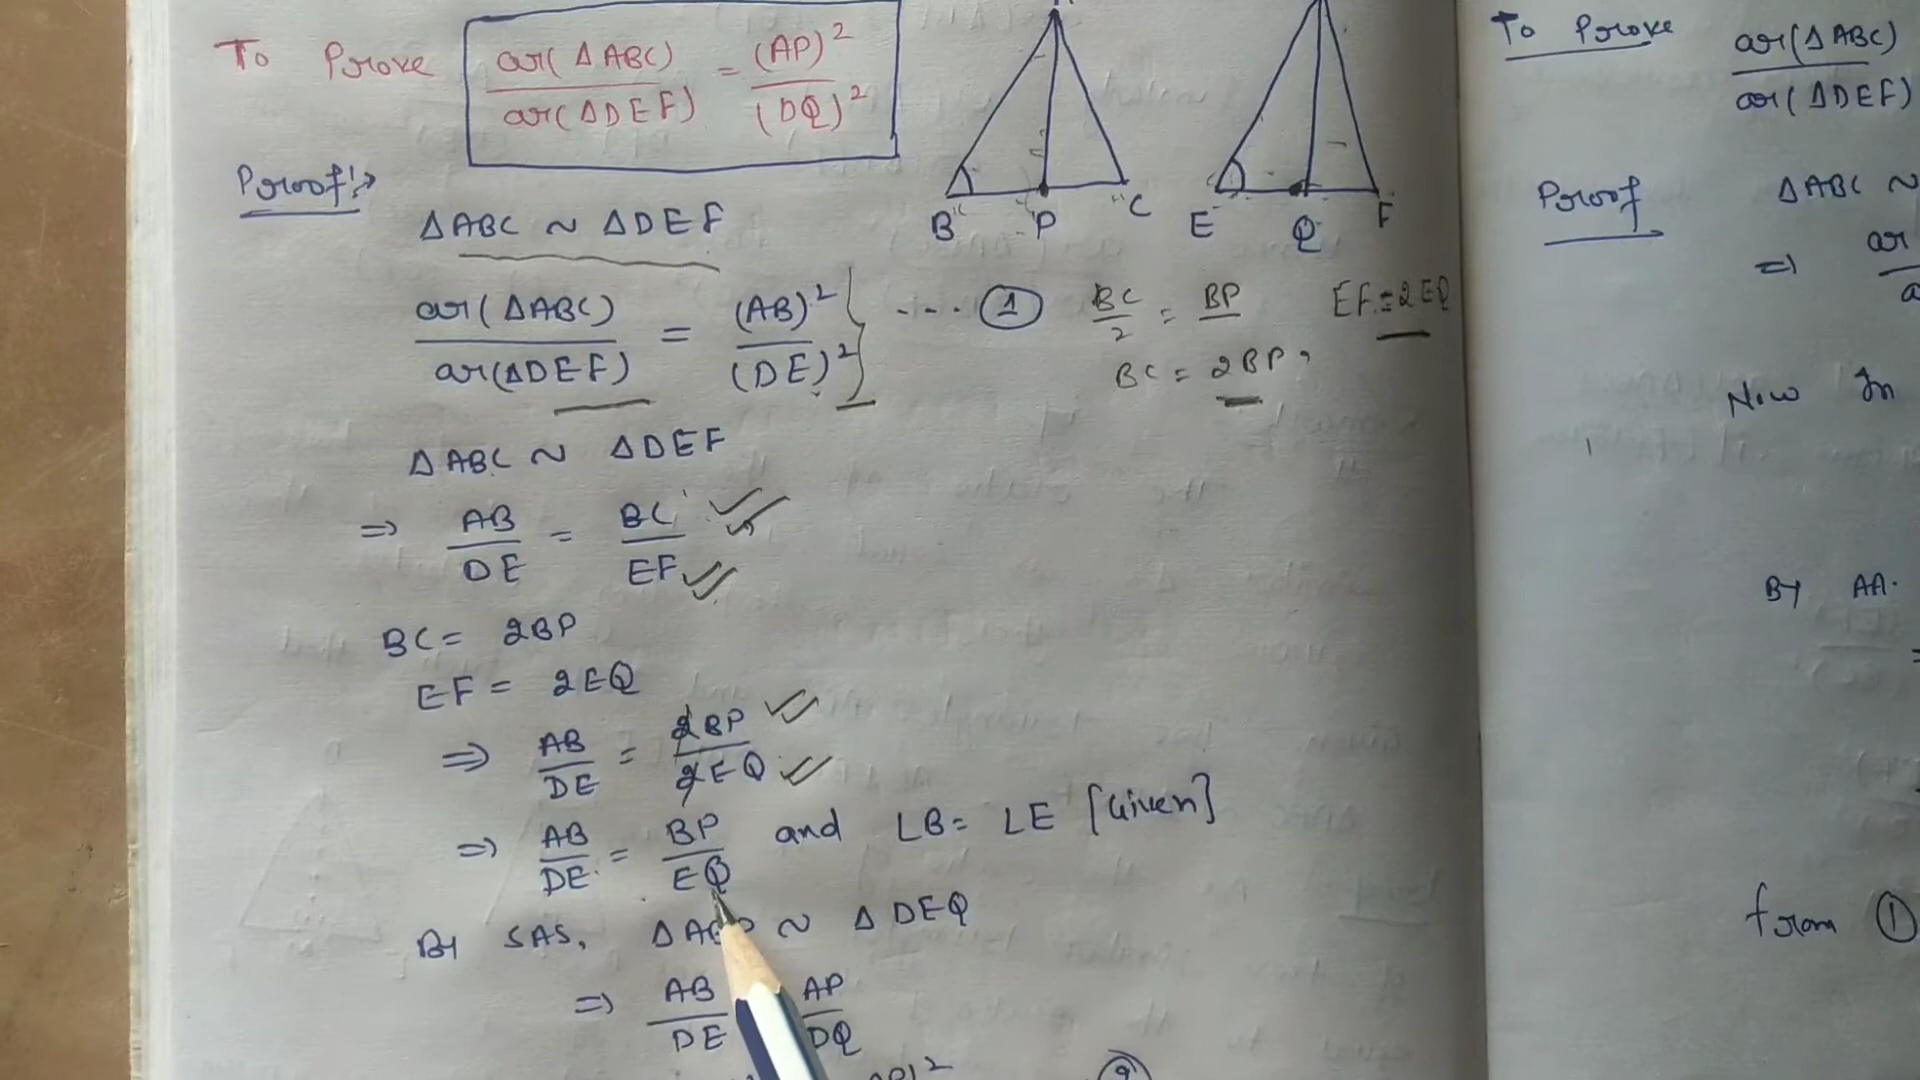 To Prove ar(ΔABC)/ar(ΔDEF) = (AP)²/(DQ)²
B P C E Q F
Proof:→
ΔABC ~ ΔDEF
ar(ΔABC)/ar(ΔDEF) = (AB)²/(DE)² ---- ①
BC/2 = BP EF = 2EQ
BC = 2BP,
ΔABC ~ ΔDEF
⇒ AB/DE = BC/EF
BC = 2BP
EF = 2EQ
⇒ AB/DE = 2BP/2EQ
⇒ AB/DE = BP/EQ and ∠B = ∠E [Given]
By SAS, ~ ΔDEQ
⇒ AB/DE AP/DQ
To Prove ar(ΔABC)/ar(ΔDEF)
Proof ΔABC ~
⇒ ar
Now In
By AA.
from ①